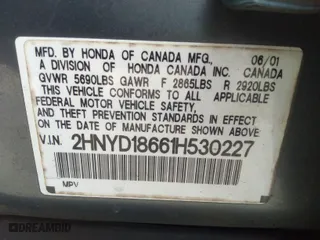 MFD. BY HONDA OF CANADA MFG., 06/01
A DIVISION OF HONDA CANADA INC. CANADA
GVWR 5690LBS GAWR F 2865LBS R 2920LBS
THIS VEHICLE CONFORMS TO ALL APPLICABLE
FEDERAL MOTOR VEHICLE SAFETY,
AND THEFT PREVENTION STANDARDS IN
EFFECT ON THE DATE OF MANUFACTURE
SHOWN ABOVE.
V.I.N. 2HNYD18661H530227
MPV
DREAMBID